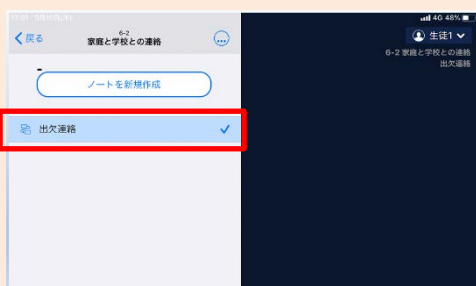 4G 48%
戻る
6-2
家庭と学校との連絡
生徒1
6-2 家庭と学校との連絡
出欠連絡
ノートを新規作成
出欠連絡